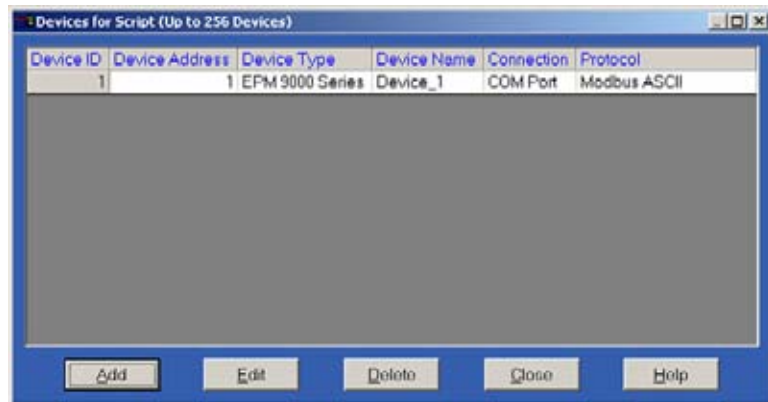 Devices for Script (Up to 256 Devices)
Device ID Device Address Device Type Device Name Connection Protocol
1 1 EPM 9000 Series Device_1 COM Port Modbus ASCII
Add Edit Delete Close Help